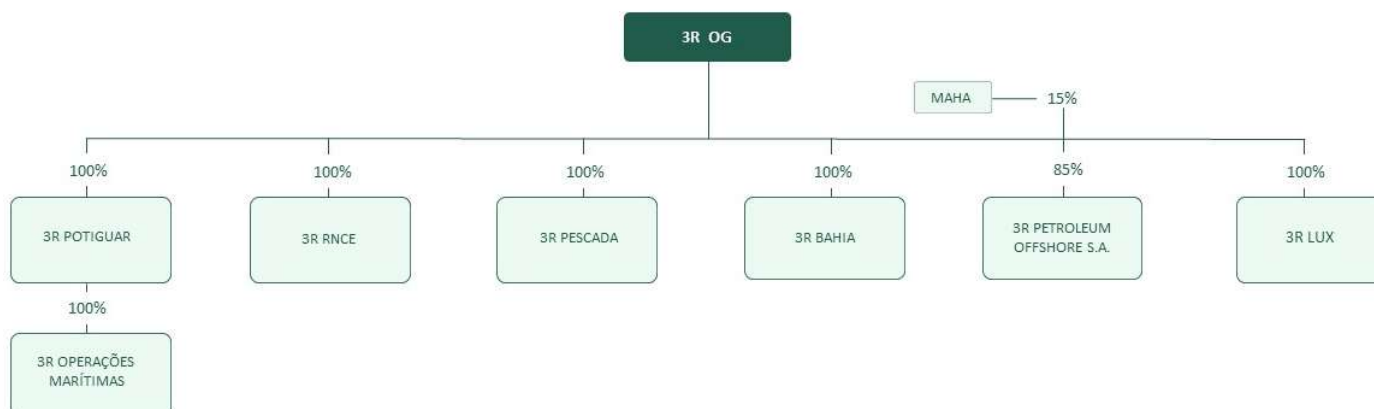 3R OG
MAHA
15%
100%
100%
100%
100%
85%
100%
3R POTIGUAR
3R RNCE
3R PESCADA
3R BAHIA
3R PETROLEUM
OFFSHORE S.A.
3R LUX
100%
3R OPERAÇÕES
MARÍTIMAS